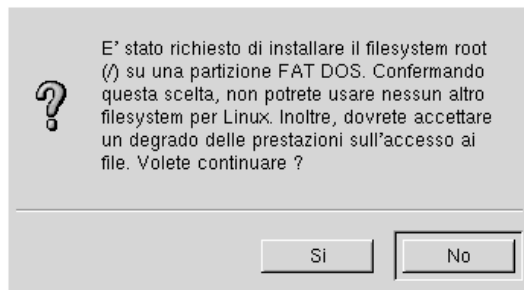 E' stato richiesto di installare il filesystem root
(/) su una partizione FAT DOS. Confermando
questa scelta, non potrete usare nessun altro
filesystem per Linux. Inoltre, dovrete accettare
un degrado delle prestazioni sull'accesso ai
file. Volete continuare ?
Si
No